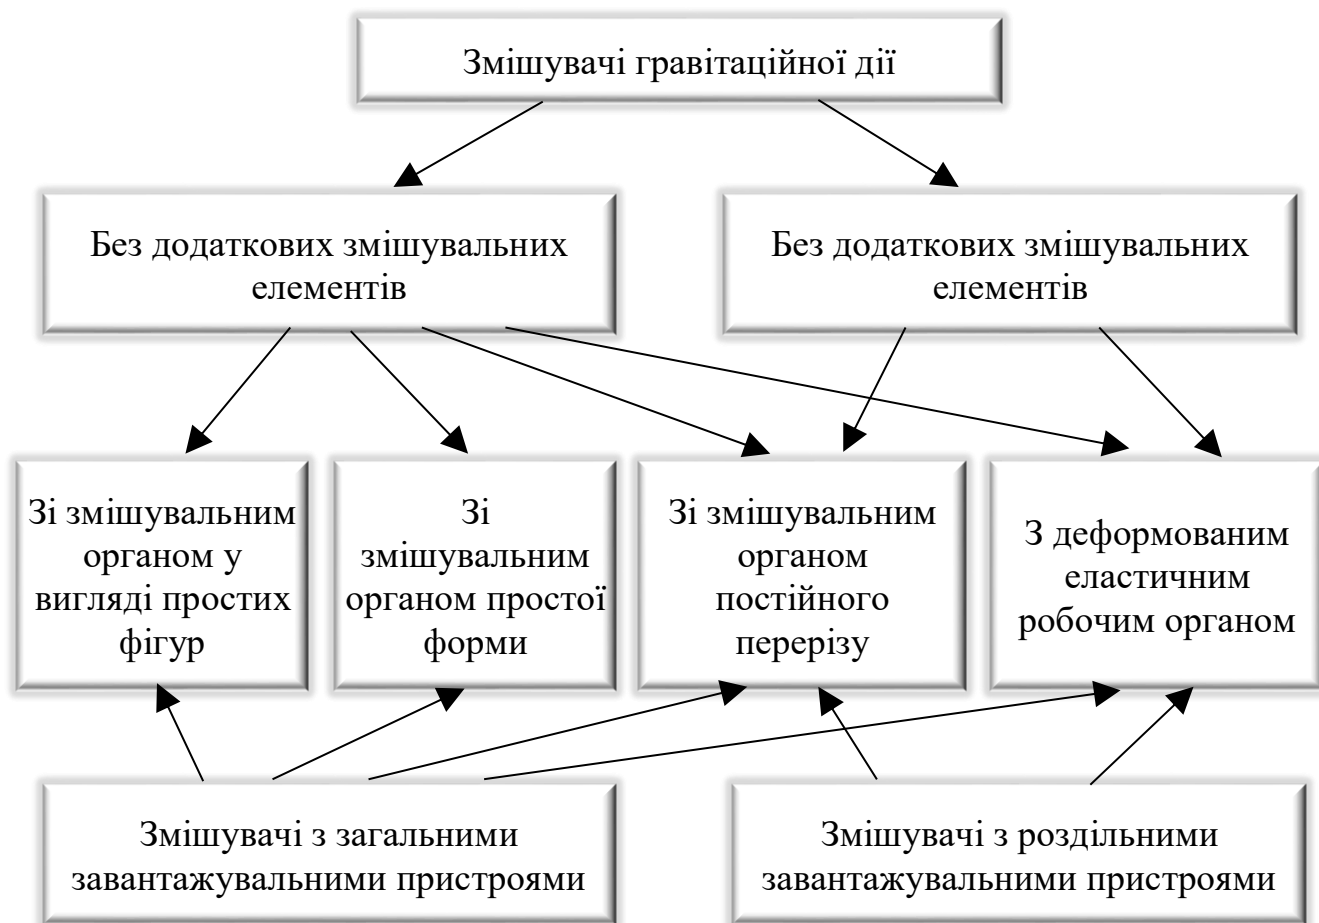 Змішувачі гравітаційної дії
Без додаткових змішувальних
елементів
Без додаткових змішувальних
елементів
Зі змішувальним
органом у
вигляді простих
фігур
Зі
змішувальним
органом простої
форми
Зі змішувальним
органом
постійного
перерізу
З деформованим
еластичним
робочим органом
Змішувачі з загальними
завантажувальними пристроями
Змішувачі з роздільними
завантажувальними пристроями